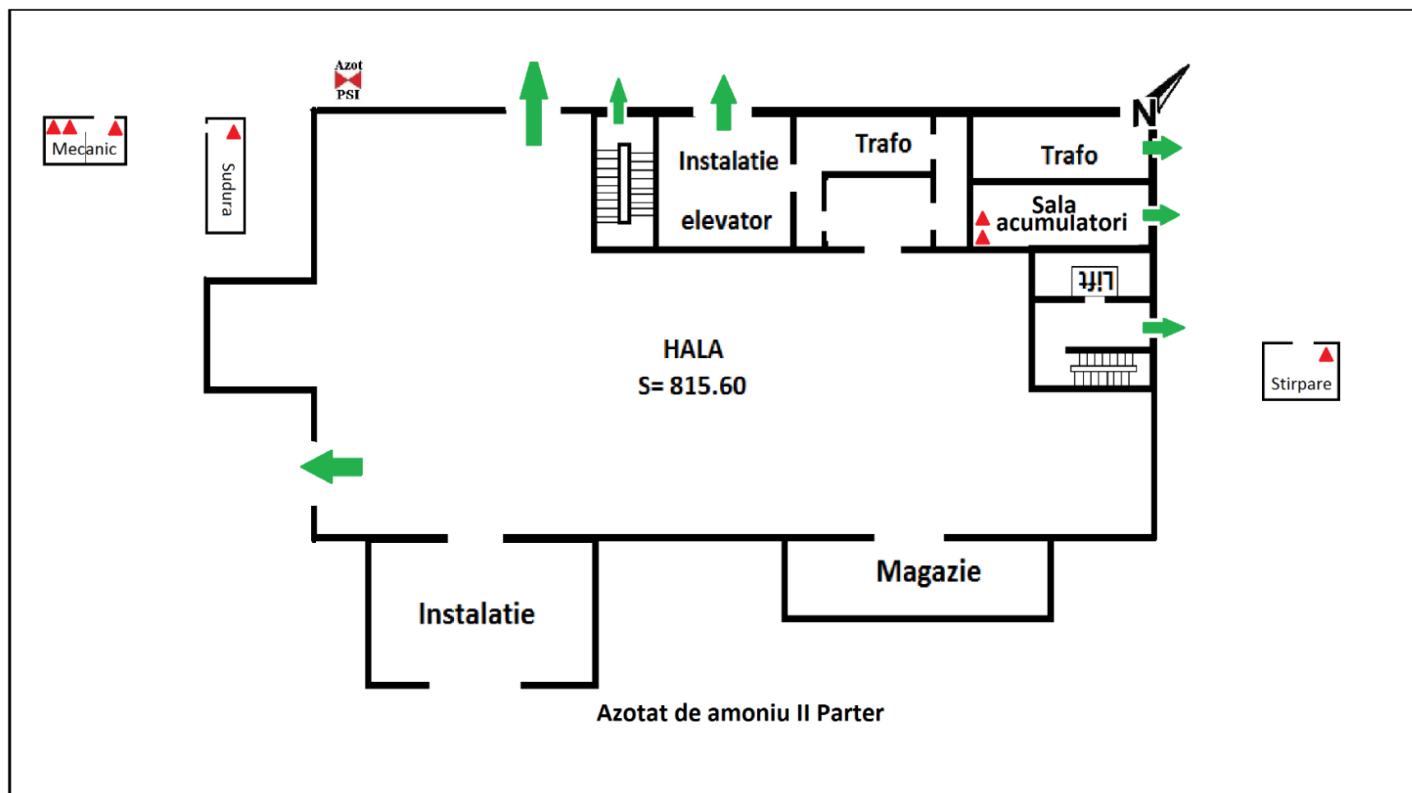 Azot
PSI
N
Mecanic
Sudura
Instalatie
elevator
Trafo
Trafo
Sala
acumulatori
Lift
HALA
S= 815.60
Stirpare
Instalatie
Magazie
Azotat de amoniu II Parter